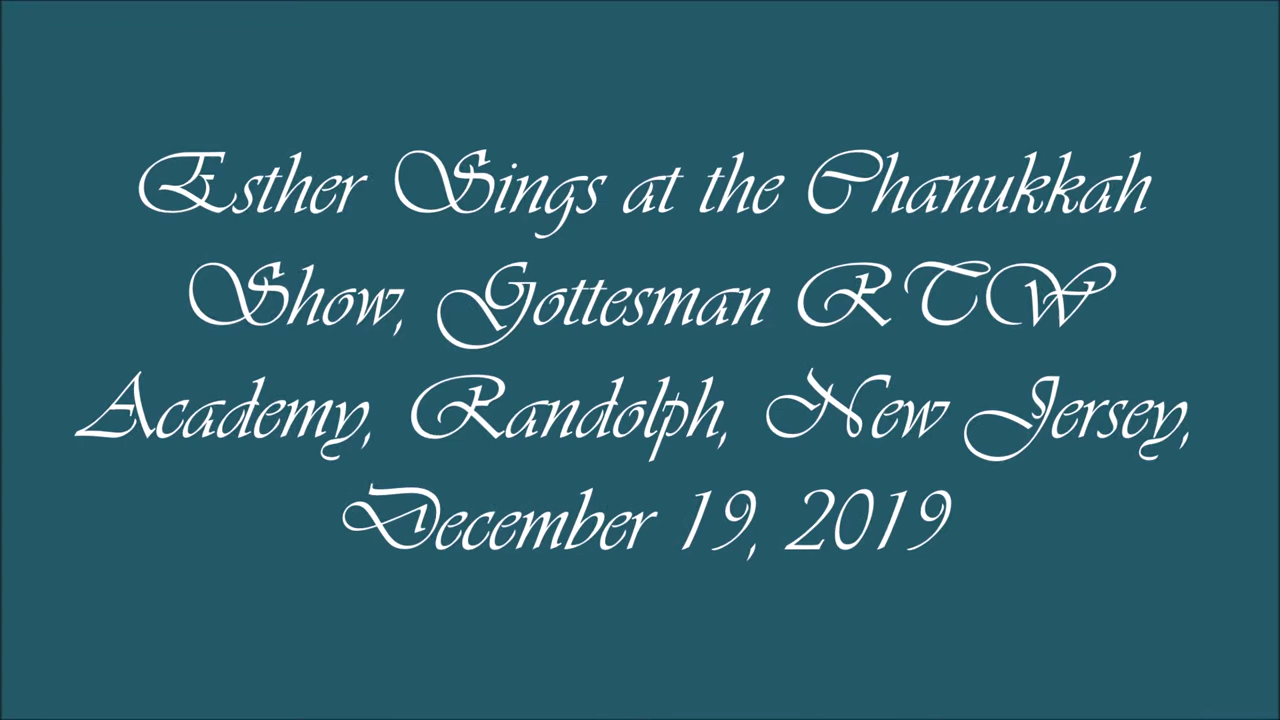 Esther Sings at the Chanukkah
Show, Gottesman RTW
Academy, Randolph, New Jersey,
December 19, 2019